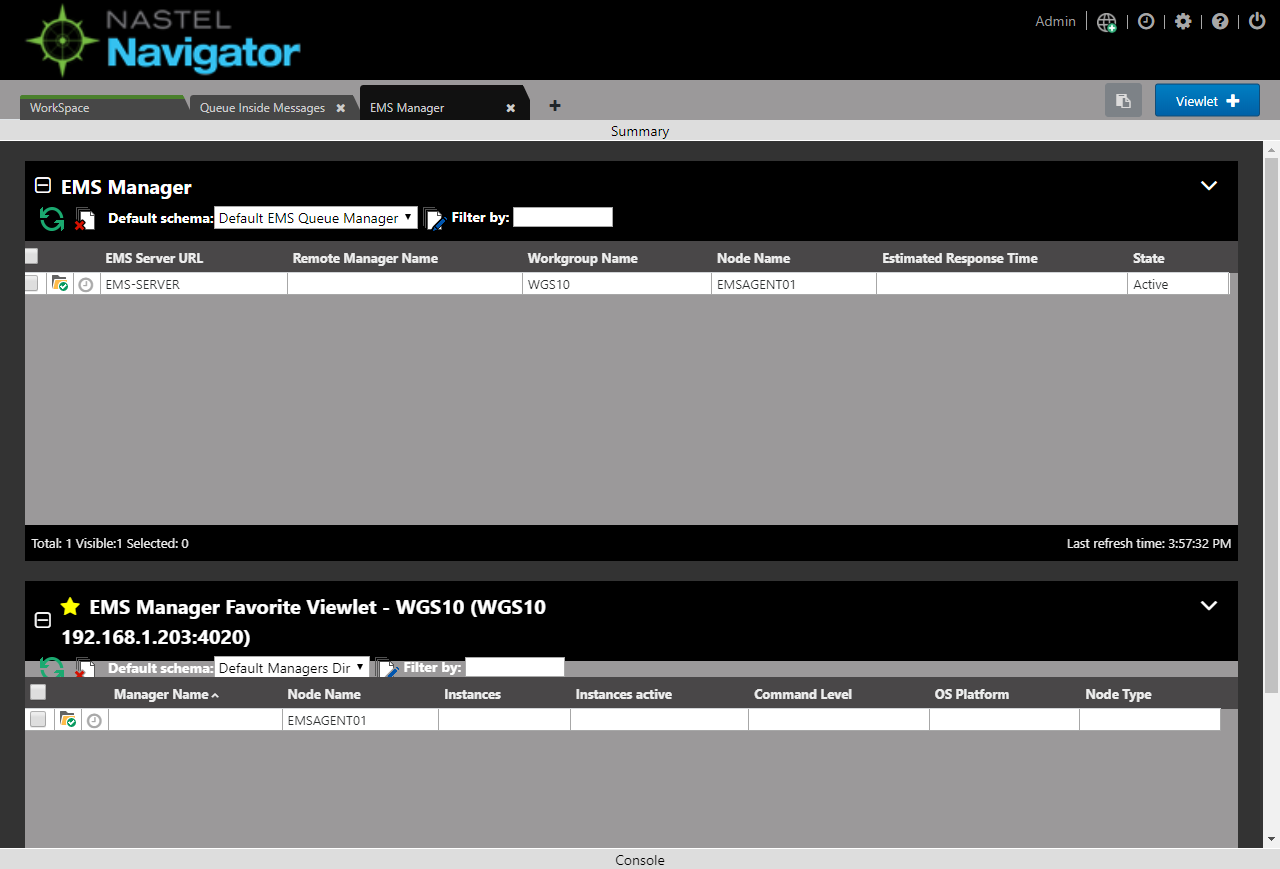 NASTEL
Navigator
Admin
WorkSpace
Queue Inside Messages
EMS Manager
Viewlet
Summary
EMS Manager
Default schema: Default EMS Queue Manager Filter by:
EMS Server URL Remote Manager Name Workgroup Name Node Name Estimated Response Time State
EMS-SERVER WGS10 EMSAGENT01 Active
Total: 1 Visible:1 Selected: 0 Last refresh time: 3:57:32 PM
EMS Manager Favorite Viewlet - WGS10 (WGS10
192.168.1.203:4020)
Default schema: Default Managers Dir Filter by:
Manager Name Node Name Instances Instances active Command Level OS Platform Node Type
EMSAGENT01
Console